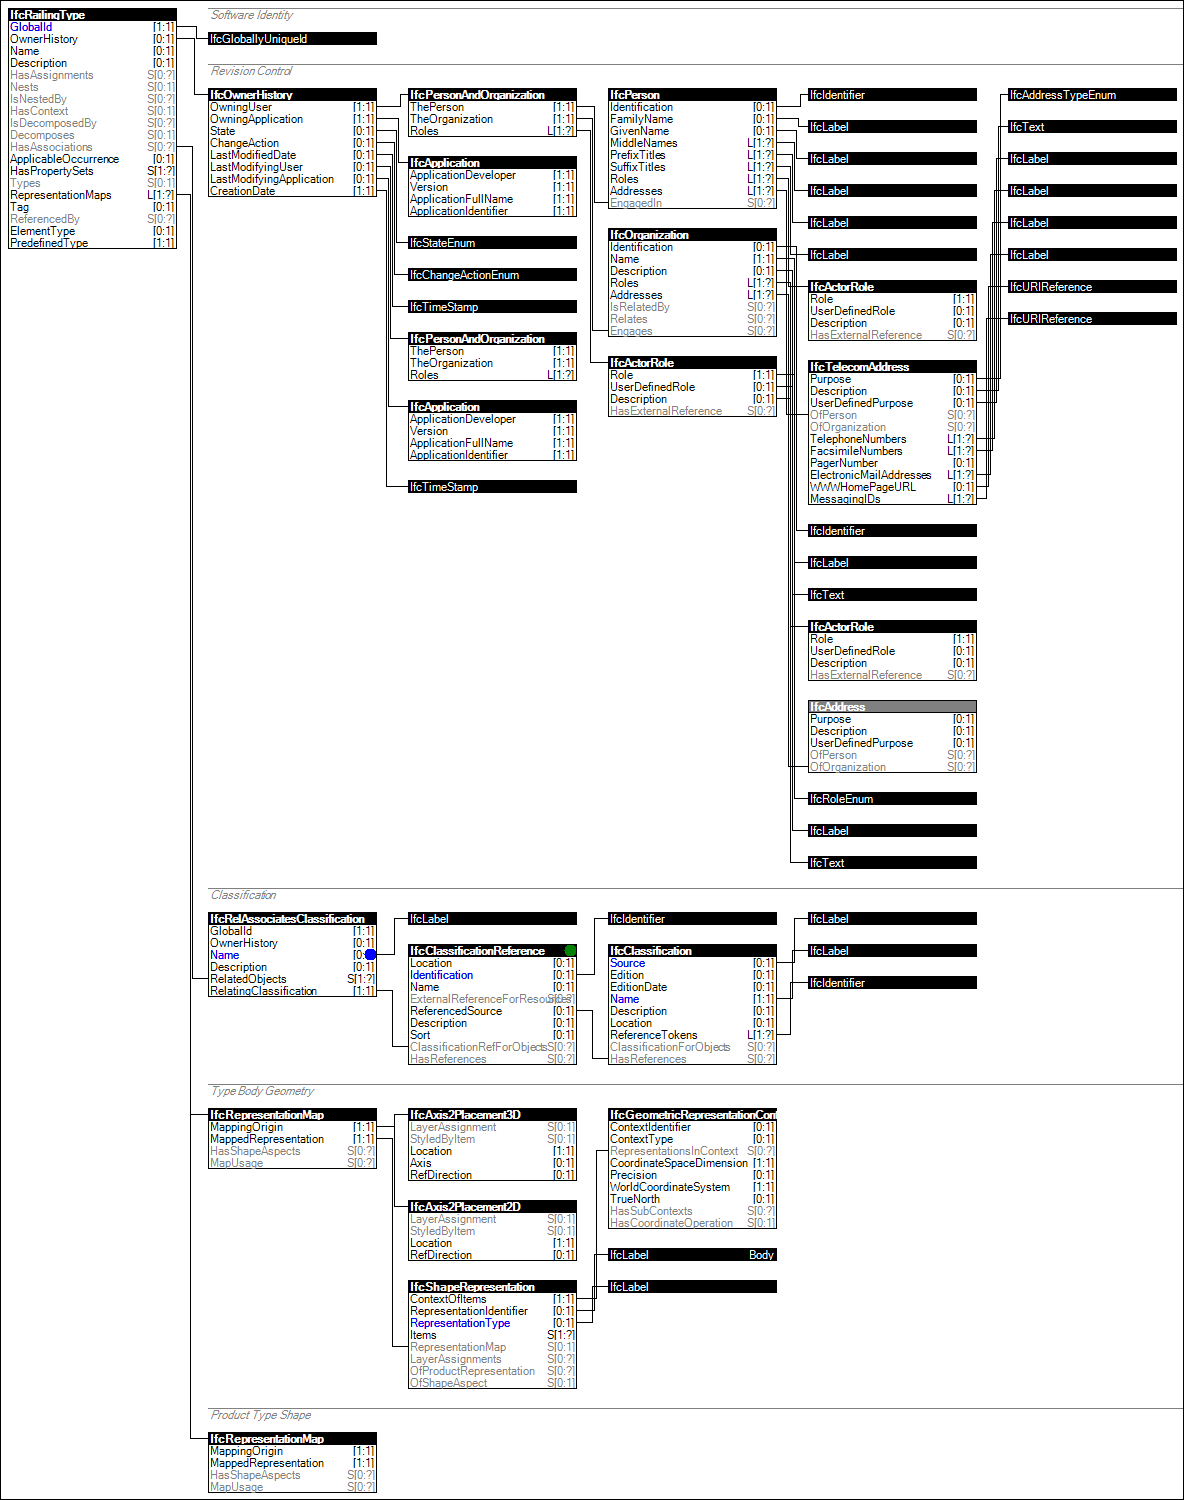 IfcRailingType
GlobalId [1:1]
OwnerHistory [0:1]
Name [0:1]
Description [0:1]
HasAssignments S[0:?]
Nests S[0:1]
IsNestedBy S[0:?]
HasContext S[0:1]
IsDecomposedBy S[0:?]
Decomposes S[0:1]
HasAssociations S[0:?]
ApplicableOccurrence [0:1]
HasPropertySets S[1:?]
Types S[0:1]
RepresentationMaps L[1:?]
Tag [0:1]
ReferencedBy S[0:?]
ElementType [0:1]
PredefinedType [1:1]
Software Identity
IfcGloballyUniqueId
Revision Control
IfcOwnerHistory
OwningUser [1:1]
OwningApplication [1:1]
State [0:1]
ChangeAction [0:1]
LastModifiedDate [0:1]
LastModifyingUser [0:1]
LastModifyingApplication [0:1]
CreationDate [1:1]
IfcPersonAndOrganization
ThePerson [1:1]
TheOrganization [1:1]
Roles L[1:?]
IfcApplication
ApplicationDeveloper [1:1]
Version [1:1]
ApplicationFullName [1:1]
ApplicationIdentifier [1:1]
IfcStateEnum
IfcChangeActionEnum
IfcTimeStamp
IfcPersonAndOrganization
ThePerson [1:1]
TheOrganization [1:1]
Roles L[1:?]
IfcApplication
ApplicationDeveloper [1:1]
Version [1:1]
ApplicationFullName [1:1]
ApplicationIdentifier [1:1]
IfcTimeStamp
IfcPerson
Identification [0:1]
FamilyName [0:1]
GivenName [0:1]
MiddleNames L[1:?]
PrefixTitles L[1:?]
SuffixTitles L[1:?]
Roles L[1:?]
Addresses L[1:?]
EngagedIn S[0:?]
IfcOrganization
Identification [0:1]
Name [1:1]
Description [0:1]
Roles L[1:?]
Addresses L[1:?]
IsRelatedBy S[0:?]
Relates S[0:?]
Engages S[0:?]
IfcActorRole
Role [1:1]
UserDefinedRole [0:1]
Description [0:1]
HasExternalReference S[0:?]
IfcIdentifier
IfcLabel
IfcLabel
IfcLabel
IfcLabel
IfcLabel
IfcActorRole
Role [1:1]
UserDefinedRole [0:1]
Description [0:1]
HasExternalReference S[0:?]
IfcTelecomAddress
Purpose [0:1]
Description [0:1]
UserDefinedPurpose [0:1]
OfPerson S[0:?]
OfOrganization S[0:?]
TelephoneNumbers L[1:?]
FacsimileNumbers L[1:?]
PagerNumber [0:1]
ElectronicMailAddresses L[1:?]
WWWHomePageURL [0:1]
MessagingIDs L[1:?]
IfcIdentifier
IfcLabel
IfcText
IfcActorRole
Role [1:1]
UserDefinedRole [0:1]
Description [0:1]
HasExternalReference S[0:?]
IfcAddress
Purpose [0:1]
Description [0:1]
UserDefinedPurpose [0:1]
OfPerson S[0:?]
OfOrganization S[0:?]
IfcRoleEnum
IfcLabel
IfcText
IfcAddressTypeEnum
IfcText
IfcLabel
IfcLabel
IfcLabel
IfcLabel
IfcURIReference
IfcURIReference
Classification
IfcRelAssociatesClassification
GlobalId [1:1]
OwnerHistory [0:1]
Name [0:
Description [0:1]
RelatedObjects S[1:?]
RelatingClassification [1:1]
IfcLabel
IfcClassificationReference
Location [0:1]
Identification [0:1]
Name [0:1]
ExternalReferenceForResources S[0:?]
ReferencedSource [0:1]
Description [0:1]
Sort [0:1]
ClassificationRefForObjects S[0:?]
HasReferences S[0:?]
IfcIdentifier
IfcClassification
Source [0:1]
Edition [0:1]
EditionDate [0:1]
Name [1:1]
Description [0:1]
Location [0:1]
ReferenceTokens L[1:?]
ClassificationForObjects S[0:?]
HasReferences S[0:?]
IfcLabel
IfcLabel
IfcIdentifier
Type Body Geometry
IfcRepresentationMap
MappingOrigin [1:1]
MappedRepresentation [1:1]
HasShapeAspects S[0:?]
MapUsage S[0:?]
IfcAxis2Placement3D
LayerAssignment S[0:1]
StyledByItem S[0:1]
Location [1:1]
Axis [0:1]
RefDirection [0:1]
IfcAxis2Placement2D
LayerAssignment S[0:1]
StyledByItem S[0:1]
Location [1:1]
RefDirection [0:1]
IfcShapeRepresentation
ContextOfItems [1:1]
RepresentationIdentifier [0:1]
RepresentationType [0:1]
Items S[1:?]
RepresentationMap S[0:1]
LayerAssignments S[0:?]
OfProductRepresentation S[0:?]
OfShapeAspect S[0:1]
IfcGeometricRepresentationCont
ContextIdentifier [0:1]
ContextType [0:1]
RepresentationsInContext S[0:?]
CoordinateSpaceDimension [1:1]
Precision [0:1]
WorldCoordinateSystem [1:1]
TrueNorth [0:1]
HasSubContexts S[0:?]
HasCoordinateOperation S[0:1]
IfcLabel Body
IfcLabel
Product Type Shape
IfcRepresentationMap
MappingOrigin [1:1]
MappedRepresentation [1:1]
HasShapeAspects S[0:?]
MapUsage S[0:?]